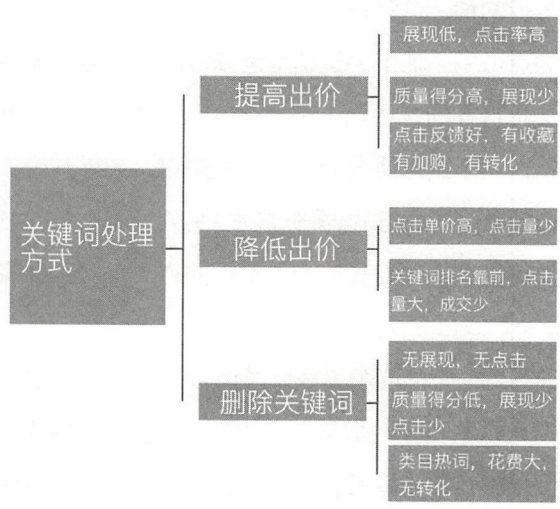 关键词处理
方式
提高出价
展现低，点击率高
质量得分高，展现少
点击反馈好，有收藏
有加购，有转化
降低出价
点击单价高，点击量少
关键词排名靠前，点击
量大，成交少
删除关键词
无展现，无点击
质量得分低，展现少
点击少
类目热词，花费大，
无转化